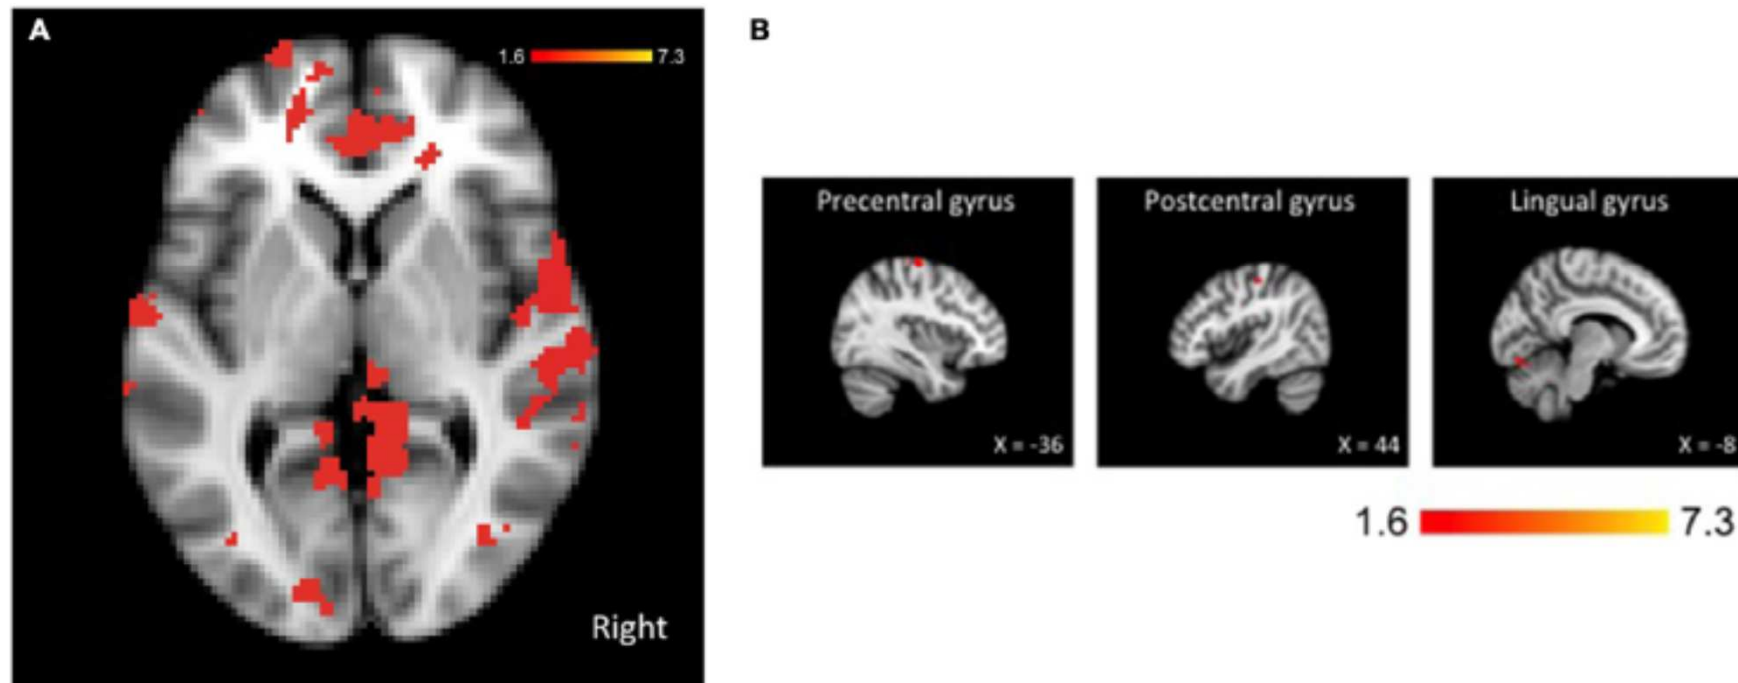 A
1.6 7.3
Right
B
Precentral gyrus
X = -36
Postcentral gyrus
X = 44
Lingual gyrus
X = -8
1.6 7.3